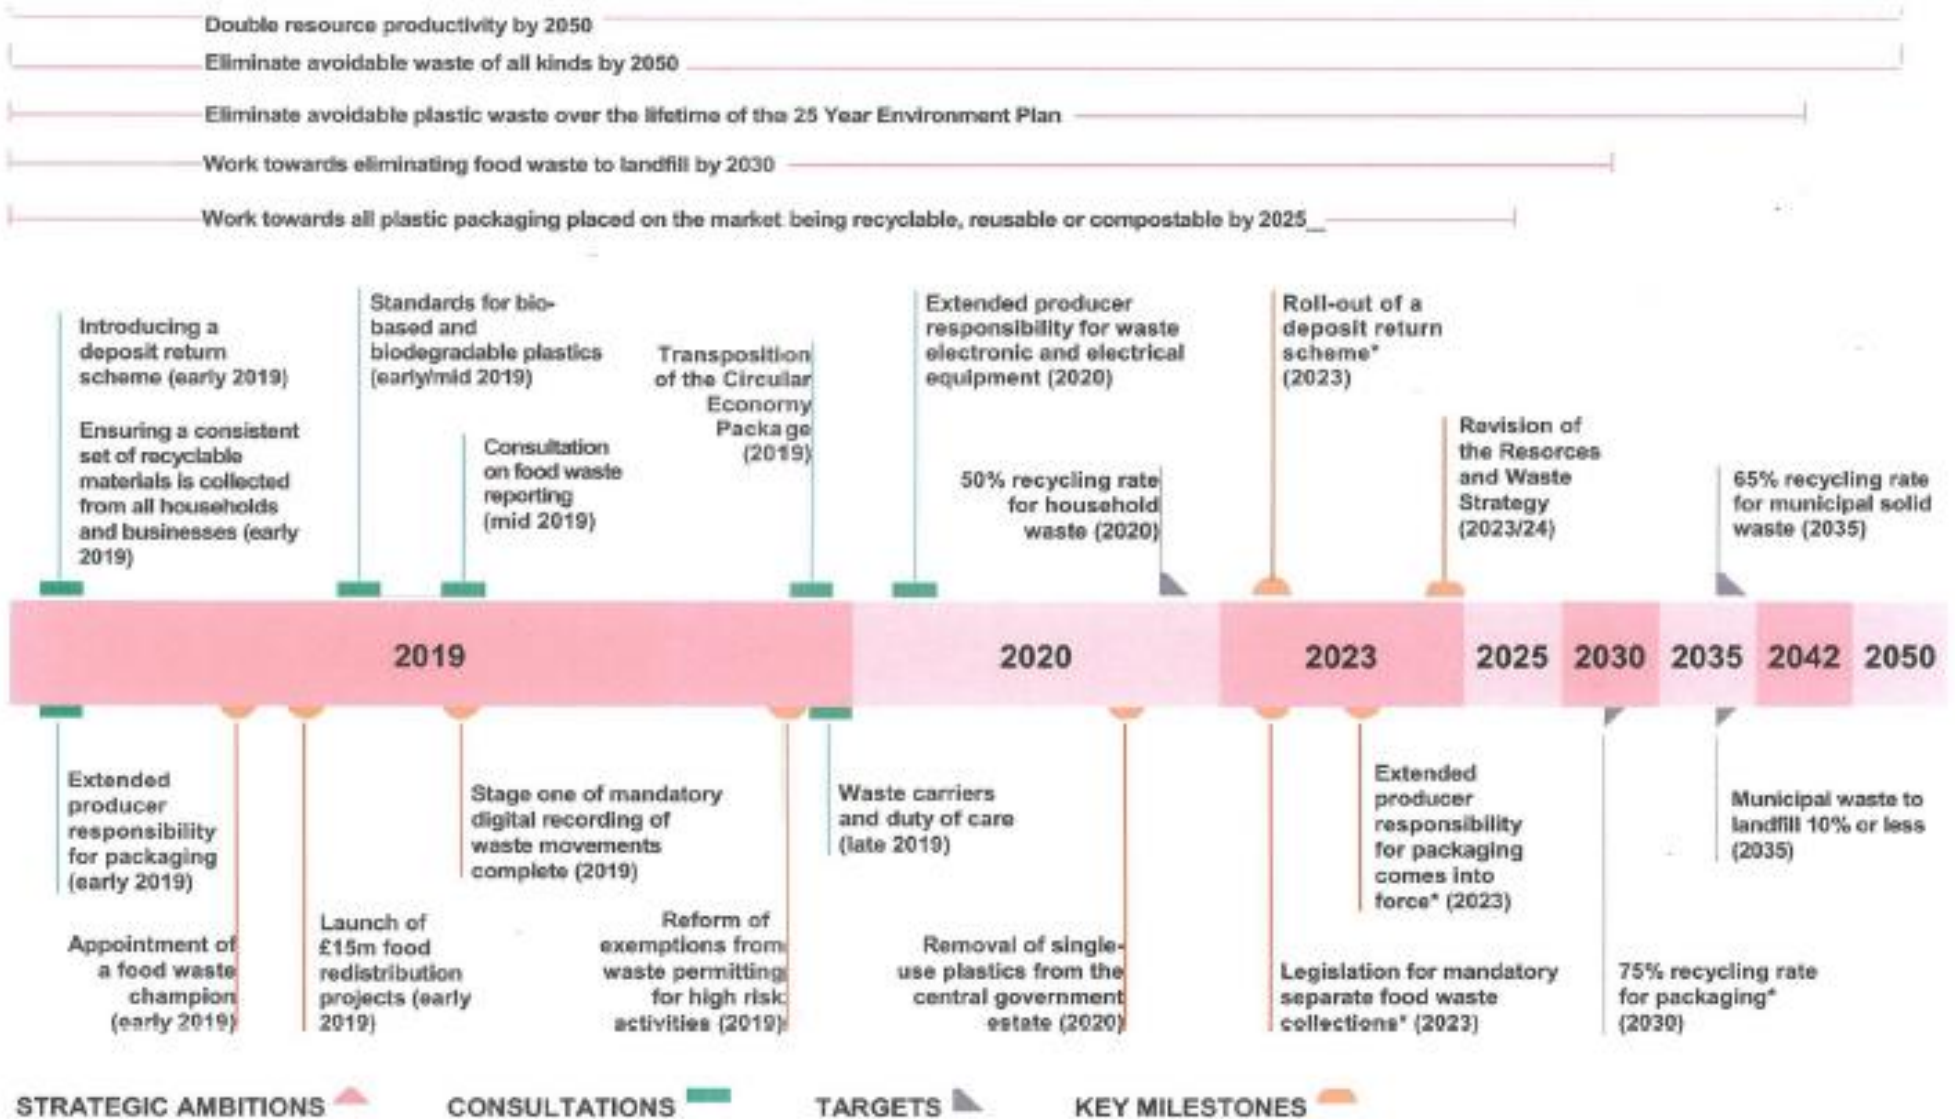 Double resource productivity by 2050
Eliminate avoidable waste of all kinds by 2050
Eliminate avoidable plastic waste over the lifetime of the 25 Year Environment Plan
Work towards eliminating food waste to landfill by 2030
Work towards all plastic packaging placed on the market being recyclable, reusable or compostable by 2025_
Introducing a
deposit return
scheme (early 2019)
Ensuring a consistent
set of recyclable
materials is collected
from all households
and businesses (early
2019)
Standards for bio-
based and
biodegradable plastics
(early/mid 2019)
Consultation
on food waste
reporting
(mid 2019)
Transposition
of the Circular
Economy
Package
(2019)
Extended producer
responsibility for waste
electronic and electrical
equipment (2020)
50% recycling rate
for household
waste (2020)
Roll-out of a
deposit return
scheme*
(2023)
Revision of
the Resorces
and Waste
Strategy
(2023/24)
65% recycling rate
for municipal solid
waste (2035)
2019
2020
2023
2025
2030
2035
2042
2050
Extended
producer
responsibility
for packaging
(early 2019)
Appointment of
a food waste
champion
(early 2019)
Launch of
£15m food
redistribution
projects (early
2019)
Stage one of mandatory
digital recording of
waste movements
complete (2019)
Reform of
exemptions from
waste permitting
for high risk
activities (2019)
Waste carriers
and duty of care
(late 2019)
Removal of single-
use plastics from the
central government
estate (2020)
Legislation for mandatory
separate food waste
collections* (2023)
Extended
producer
responsibility
for packaging
comes into
force* (2023)
75% recycling rate
for packaging*
(2030)
Municipal waste to
landfill 10% or less
(2035)
STRATEGIC AMBITIONS
CONSULTATIONS
TARGETS
KEY MILESTONES